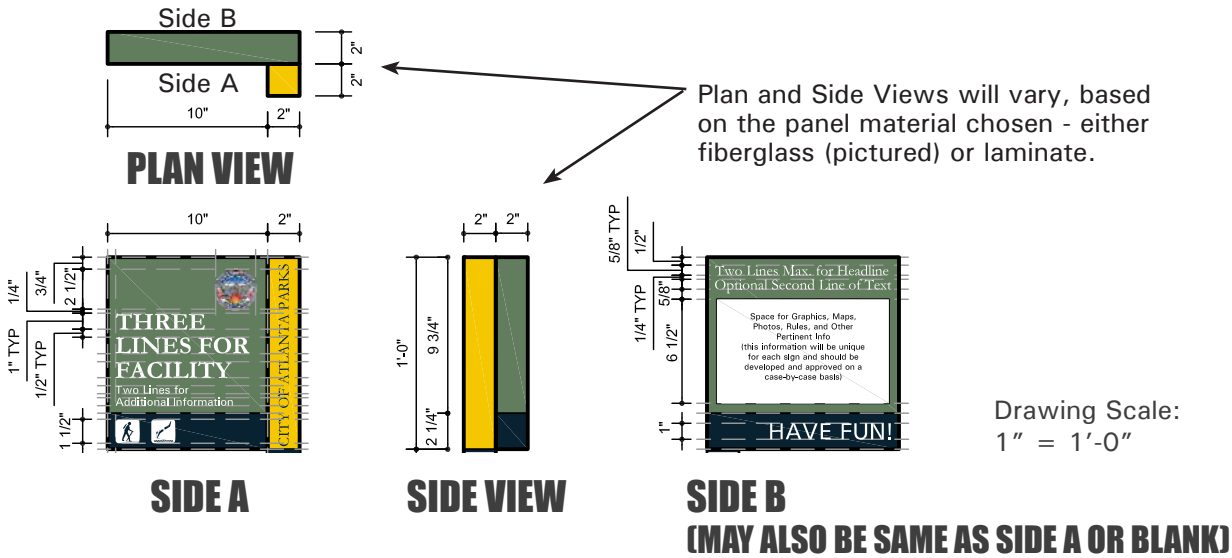 Side B
Side A
2"
2"
10"
2"
PLAN VIEW
Plan and Side Views will vary, based
on the panel material chosen - either
fiberglass (pictured) or laminate.
10"
2"
1/4"
3/4"
2 1/2"
1" TYP
1/2" TYP
1 1/2"
THREE
LINES FOR
FACILITY
Two Lines for
Additional Information
CITY OF ATLANTA PARKS
SIDE A
2"
2"
1'-0"
9 3/4"
2 1/4"
SIDE VIEW
5/8" TYP
1/2"
1/4" TYP
5/8"
6 1/2"
1"
Two Lines Max. for Headline
Optional Second Line of Text
Space for Graphics, Maps,
Photos, Rules, and Other
Pertinent Info
(this information will be unique
for each sign and should be
developed and approved on a
case-by-case basis)
HAVE FUN!
SIDE B
(MAY ALSO BE SAME AS SIDE A OR BLANK)
Drawing Scale:
1" = 1'-0"